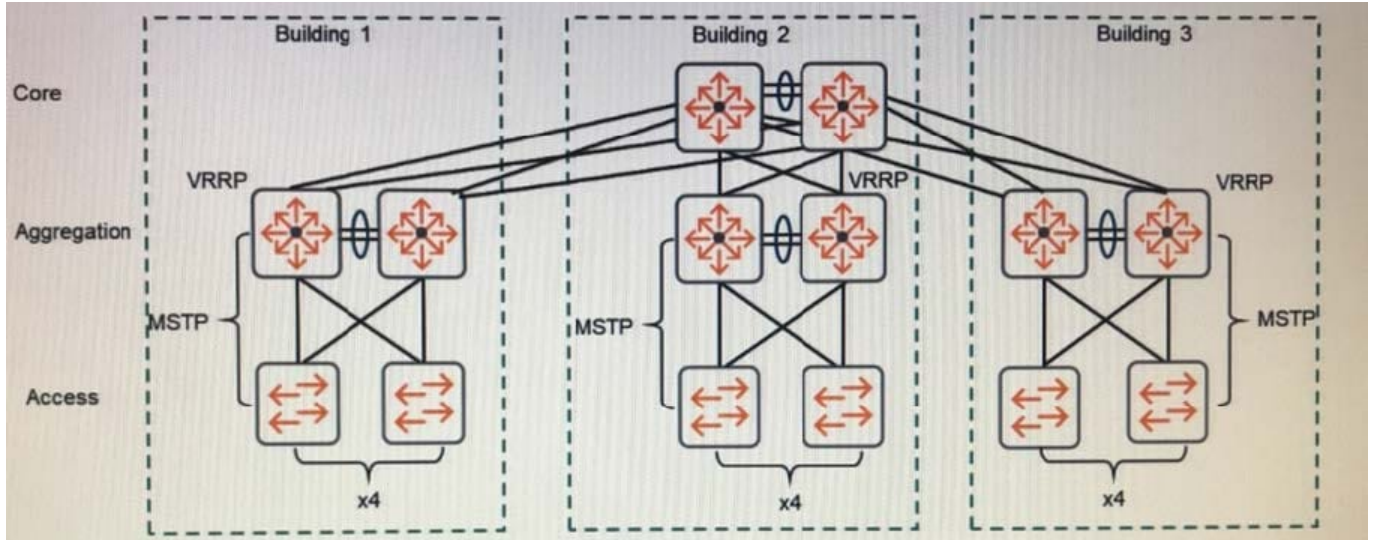 Building 1
Building 2
Building 3
Core
VRRP
VRRP
VRRP
Aggregation
MSTP
MSTP
MSTP
Access
x4
x4
x4